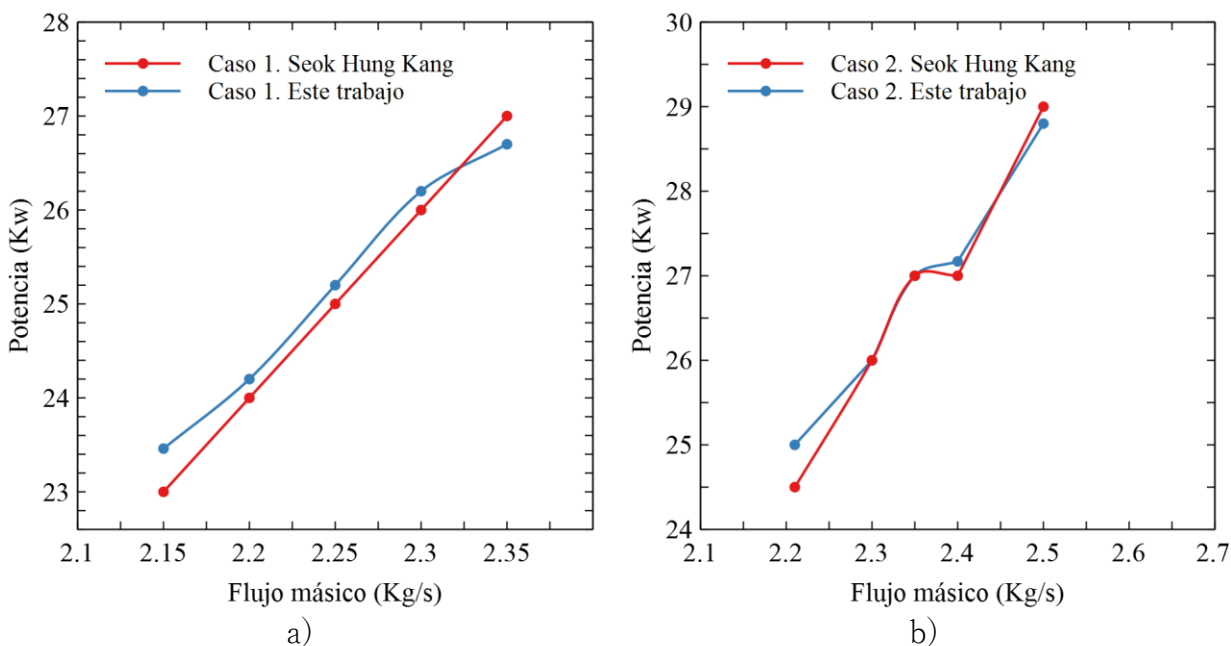 28
27
26
25
24
23
2.1
2.15
2.2
2.25
2.3
2.35
Potencia (Kw)
Flujo másico (Kg/s)
Caso 1. Seok Hung Kang
Caso 1. Este trabajo
a)
30
29
28
27
26
25
24
2.1
2.2
2.3
2.4
2.5
2.6
2.7
Potencia (Kw)
Flujo másico (Kg/s)
Caso 2. Seok Hung Kang
Caso 2. Este trabajo
b)